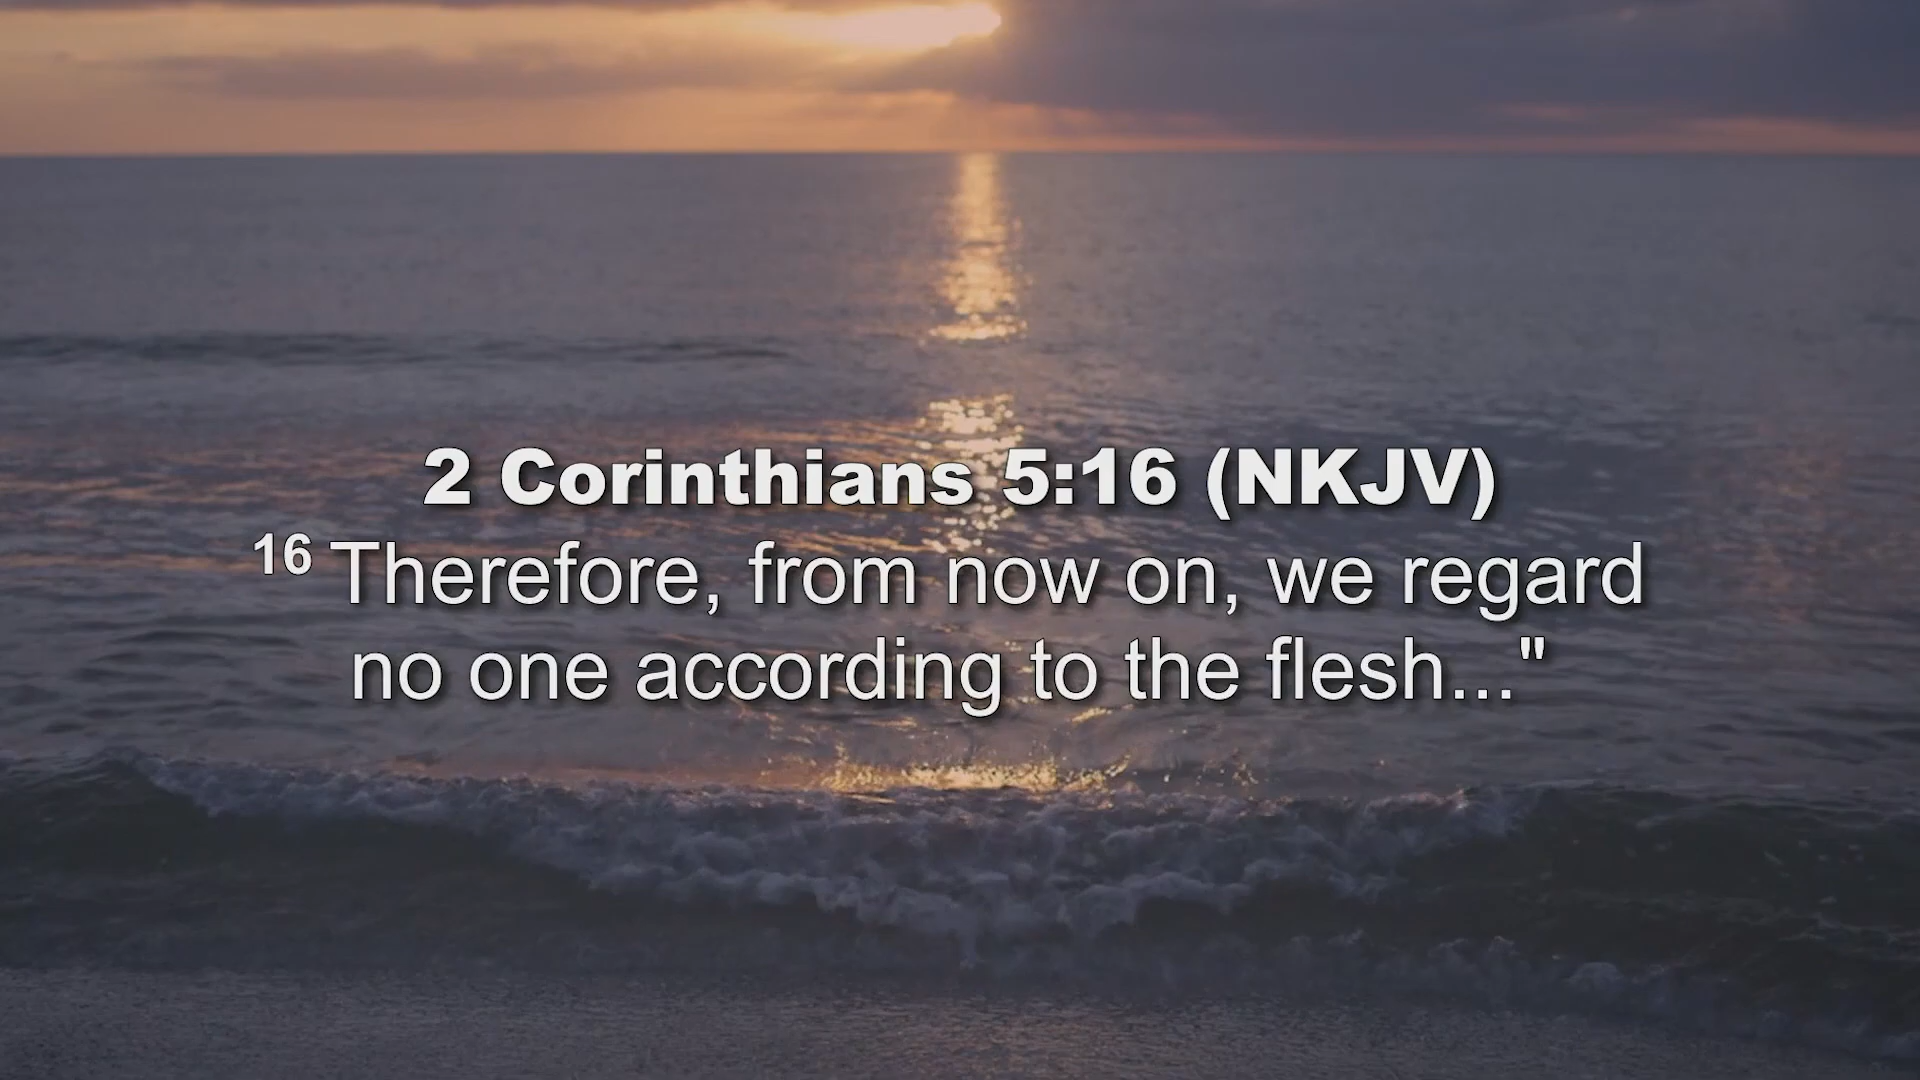 2 Corinthians 5:16 (NKJV)
16 Therefore, from now on, we regard
no one according to the flesh..."